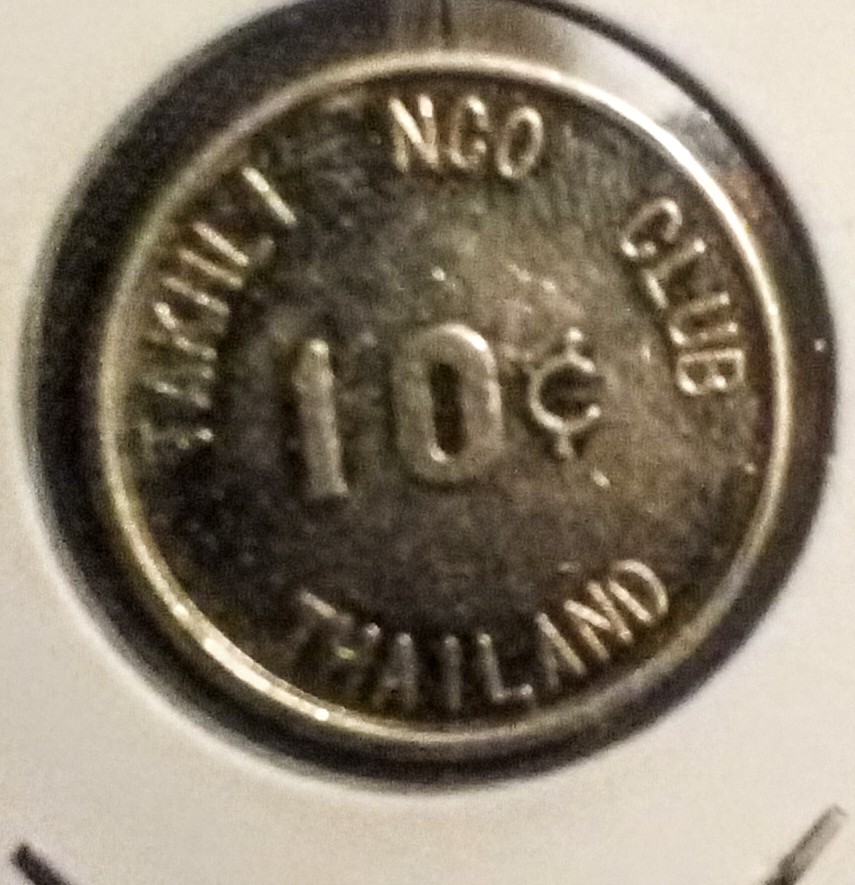 TAKHLI NCO CLUB
10¢
THAILAND